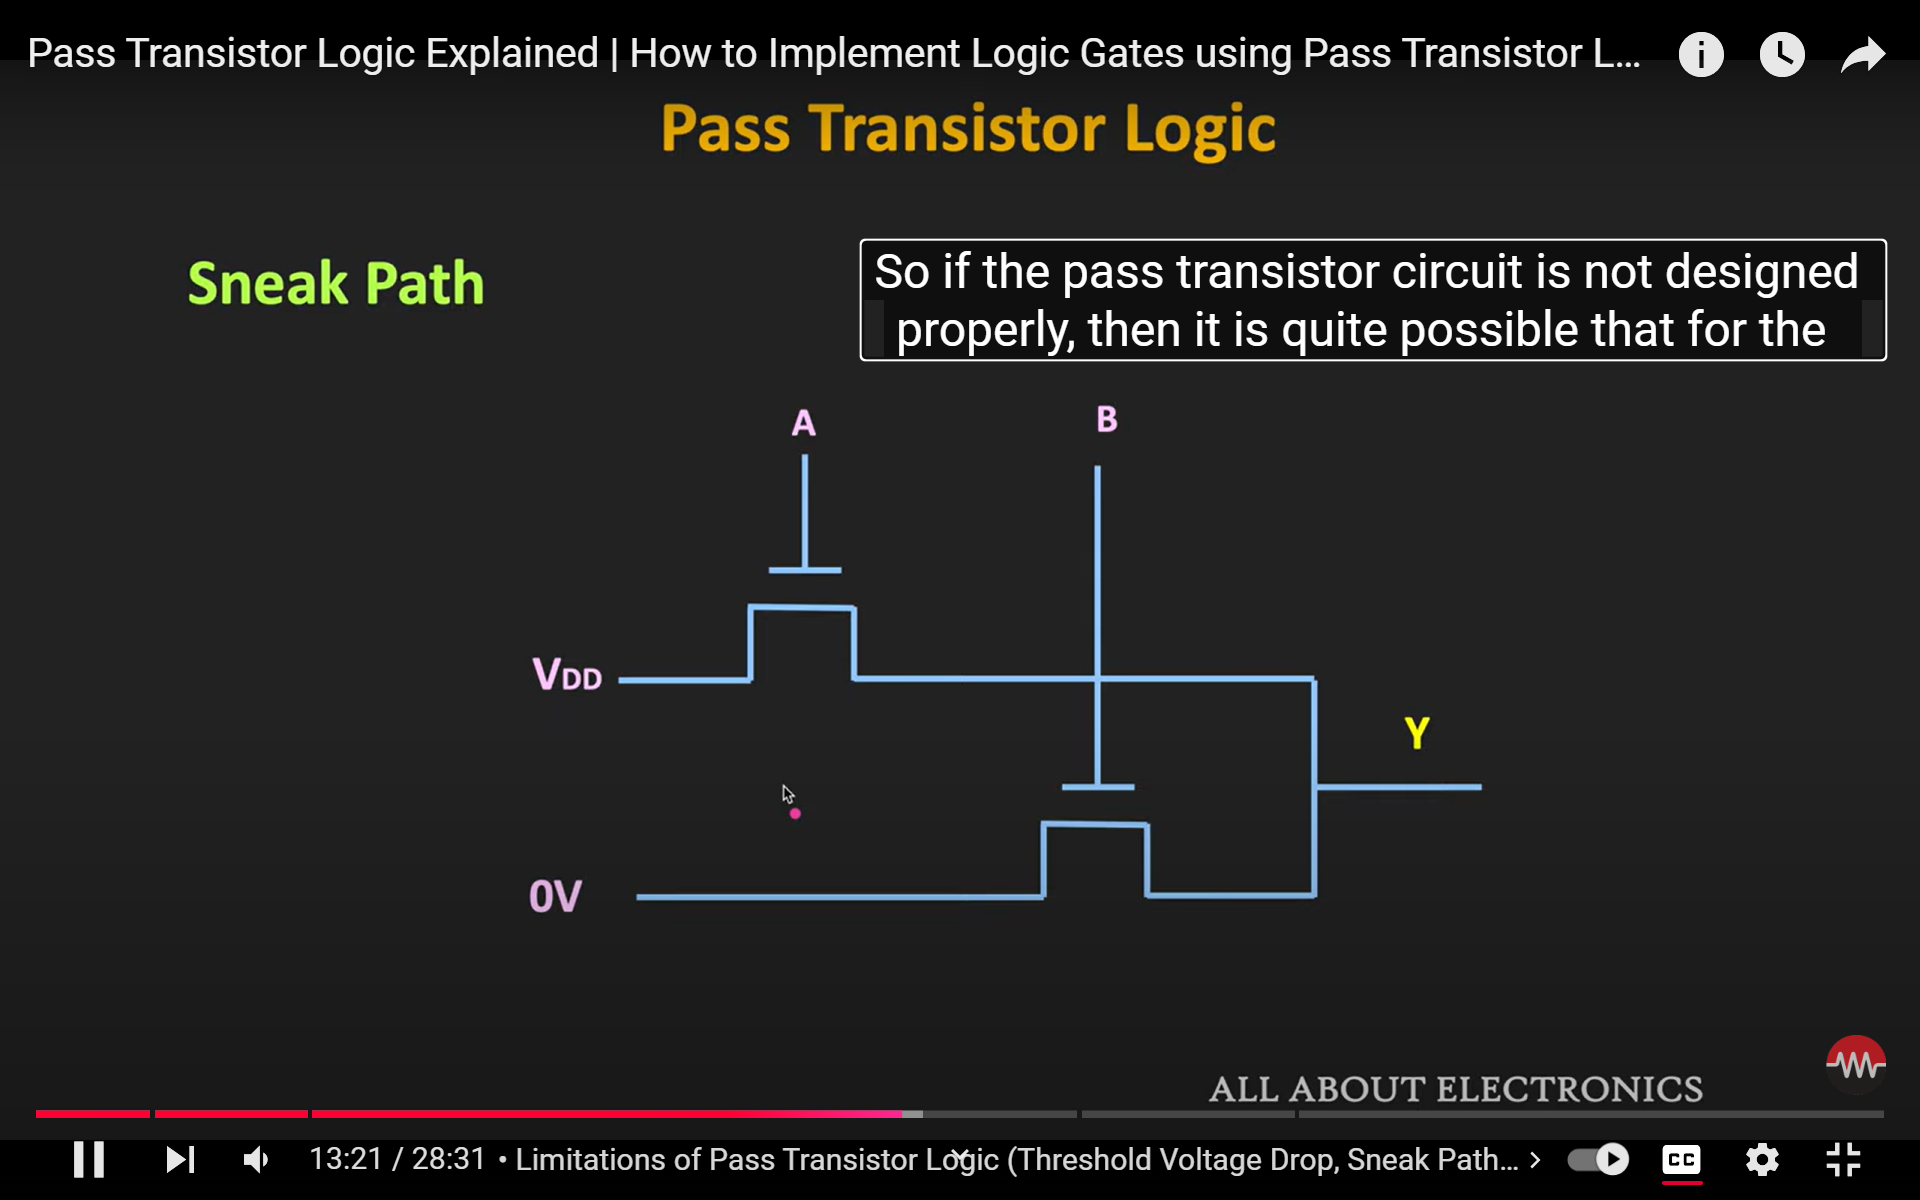 Pass Transistor Logic Explained | How to Implement Logic Gates using Pass Transistor L...
Pass Transistor Logic
Sneak Path
So if the pass transistor circuit is not designed
properly, then it is quite possible that for the
A
B
VDD
Y
0V
ALL ABOUT ELECTRONICS
13:21 / 28:31 • Limitations of Pass Transistor Logic (Threshold Voltage Drop, Sneak Path...
CC